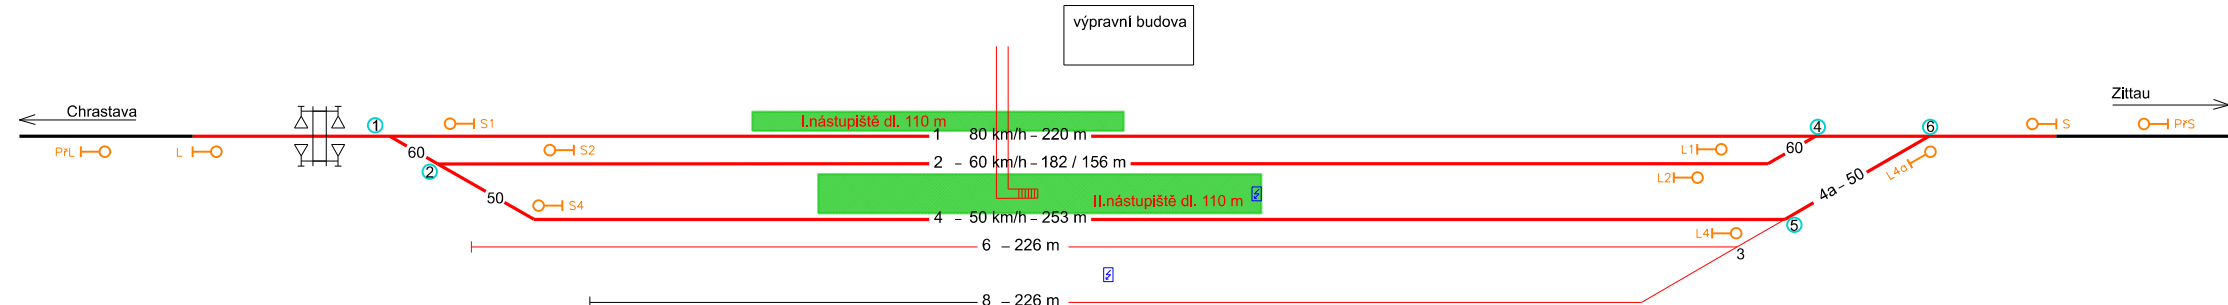 výpravní budova
Chrastava
Zittau
PřL
L
1
S1
I.nástupiště dl. 110 m
1 80 km/h – 220 m
4
6
S
PřS
60
S2
2 – 60 km/h – 182 / 156 m
L1
60
2
L2
L4a
50
S4
II.nástupiště dl. 110 m
4a – 50
4 – 50 km/h – 253 m
L4
5
6 – 226 m
3
8 – 226 m